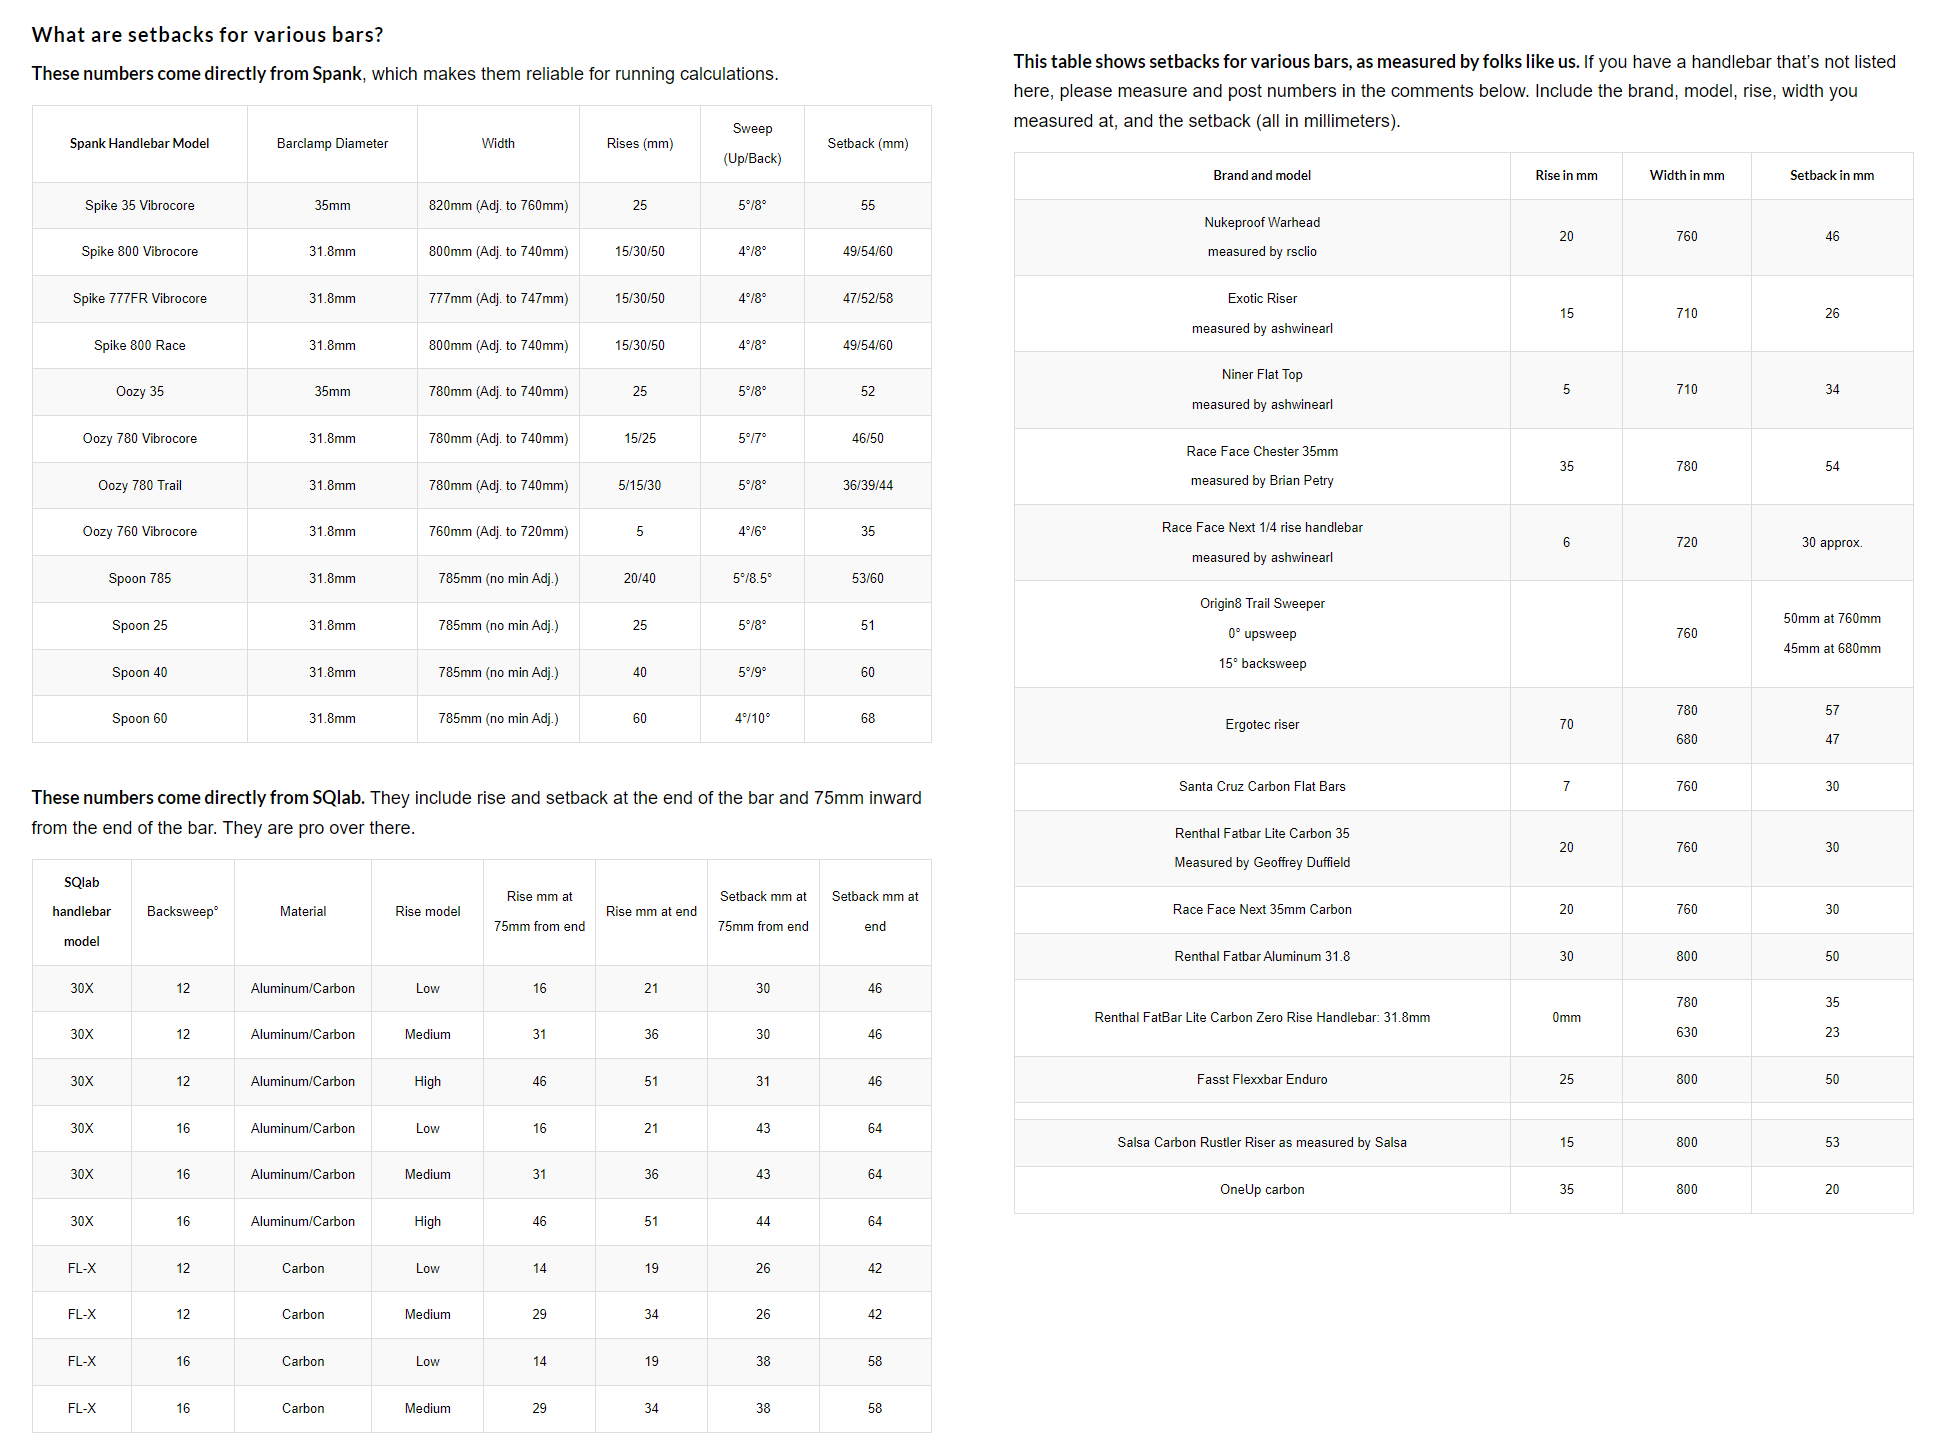 What are setbacks for various bars?
These numbers come directly from Spank, which makes them reliable for running calculations.
Spank Handlebar Model Barclamp Diameter Width Rises (mm) Sweep (Up/Back) Setback (mm)
Spike 35 Vibrocore 35mm 820mm (Adj. to 760mm) 25 5°/8° 55
Spike 800 Vibrocore 31.8mm 800mm (Adj. to 740mm) 15/30/50 4°/8° 49/54/60
Spike 777FR Vibrocore 31.8mm 777mm (Adj. to 747mm) 15/30/50 4°/8° 47/52/58
Spike 800 Race 31.8mm 800mm (Adj. to 740mm) 15/30/50 4°/8° 49/54/60
Oozy 35 35mm 780mm (Adj. to 740mm) 25 5°/8° 52
Oozy 780 Vibrocore 31.8mm 780mm (Adj. to 740mm) 15/25 5°/7° 46/50
Oozy 780 Trail 31.8mm 780mm (Adj. to 740mm) 5/15/30 5°/8° 36/39/44
Oozy 760 Vibrocore 31.8mm 760mm (Adj. to 720mm) 5 4°/6° 35
Spoon 785 31.8mm 785mm (no min Adj.) 20/40 5°/8.5° 53/60
Spoon 25 31.8mm 785mm (no min Adj.) 25 5°/8° 51
Spoon 40 31.8mm 785mm (no min Adj.) 40 5°/9° 60
Spoon 60 31.8mm 785mm (no min Adj.) 60 4°/10° 68
These numbers come directly from SQlab. They include rise and setback at the end of the bar and 75mm inward
from the end of the bar. They are pro over there.
SQlab handlebar model Backsweep° Material Rise model Rise mm at 75mm from end Rise mm at end Setback mm at 75mm from end Setback mm at end
30X 12 Aluminum/Carbon Low 16 21 30 46
30X 12 Aluminum/Carbon Medium 31 36 30 46
30X 12 Aluminum/Carbon High 46 51 31 46
30X 16 Aluminum/Carbon Low 16 21 43 64
30X 16 Aluminum/Carbon Medium 31 36 43 64
30X 16 Aluminum/Carbon High 46 51 44 64
FL-X 12 Carbon Low 14 19 26 42
FL-X 12 Carbon Medium 29 34 26 42
FL-X 16 Carbon Low 14 19 38 58
FL-X 16 Carbon Medium 29 34 38 58
This table shows setbacks for various bars, as measured by folks like us. If you have a handlebar that's not listed
here, please measure and post numbers in the comments below. Include the brand, model, rise, width you
measured at, and the setback (all in millimeters).
Brand and model Rise in mm Width in mm Setback in mm
Nukeproof Warhead
measured by rsclio 20 760 46
Exotic Riser
measured by ashwinearl 15 710 26
Niner Flat Top
measured by ashwinearl 5 710 34
Race Face Chester 35mm
measured by Brian Petry 35 780 54
Race Face Next 1/4 rise handlebar
measured by ashwinearl 6 720 30 approx.
Origin8 Trail Sweeper
0° upsweep
15° backsweep 760 50mm at 760mm
45mm at 680mm
Ergotec riser 70 780 57
680 47
Santa Cruz Carbon Flat Bars 7 760 30
Renthal Fatbar Lite Carbon 35
Measured by Geoffrey Duffield 20 760 30
Race Face Next 35mm Carbon 20 760 30
Renthal Fatbar Aluminum 31.8 30 800 50
Renthal FatBar Lite Carbon Zero Rise Handlebar: 31.8mm 0mm 780 35
630 23
Fasst Flexxbar Enduro 25 800 50
Salsa Carbon Rustler Riser as measured by Salsa 15 800 53
OneUp carbon 35 800 20